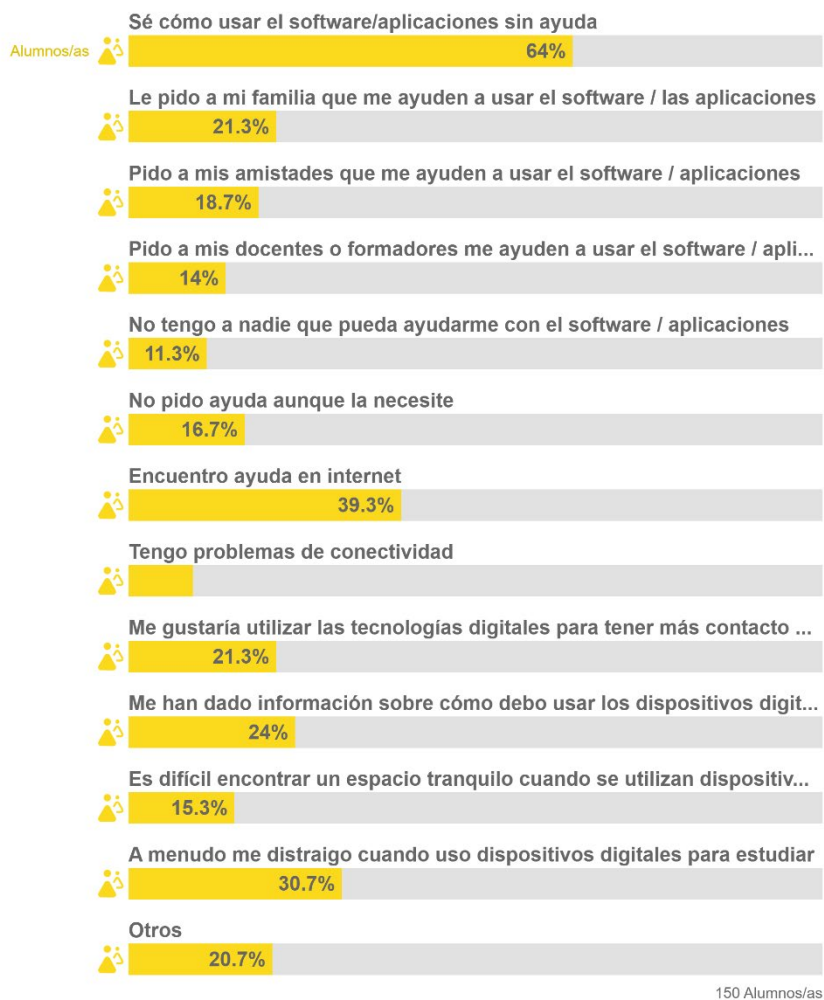 Sé cómo usar el software/aplicaciones sin ayuda
Alumnos/as
64%
Le pido a mi familia que me ayuden a usar el software / las aplicaciones
21.3%
Pido a mis amistades que me ayuden a usar el software / aplicaciones
18.7%
Pido a mis docentes o formadores me ayuden a usar el software / apli...
14%
No tengo a nadie que pueda ayudarme con el software / aplicaciones
11.3%
No pido ayuda aunque la necesite
16.7%
Encuentro ayuda en internet
39.3%
Tengo problemas de conectividad
Me gustaría utilizar las tecnologías digitales para tener más contacto ...
21.3%
Me han dado información sobre cómo debo usar los dispositivos digit...
24%
Es difícil encontrar un espacio tranquilo cuando se utilizan dispositiv...
15.3%
A menudo me distraigo cuando uso dispositivos digitales para estudiar
30.7%
Otros
20.7%
150 Alumnos/as